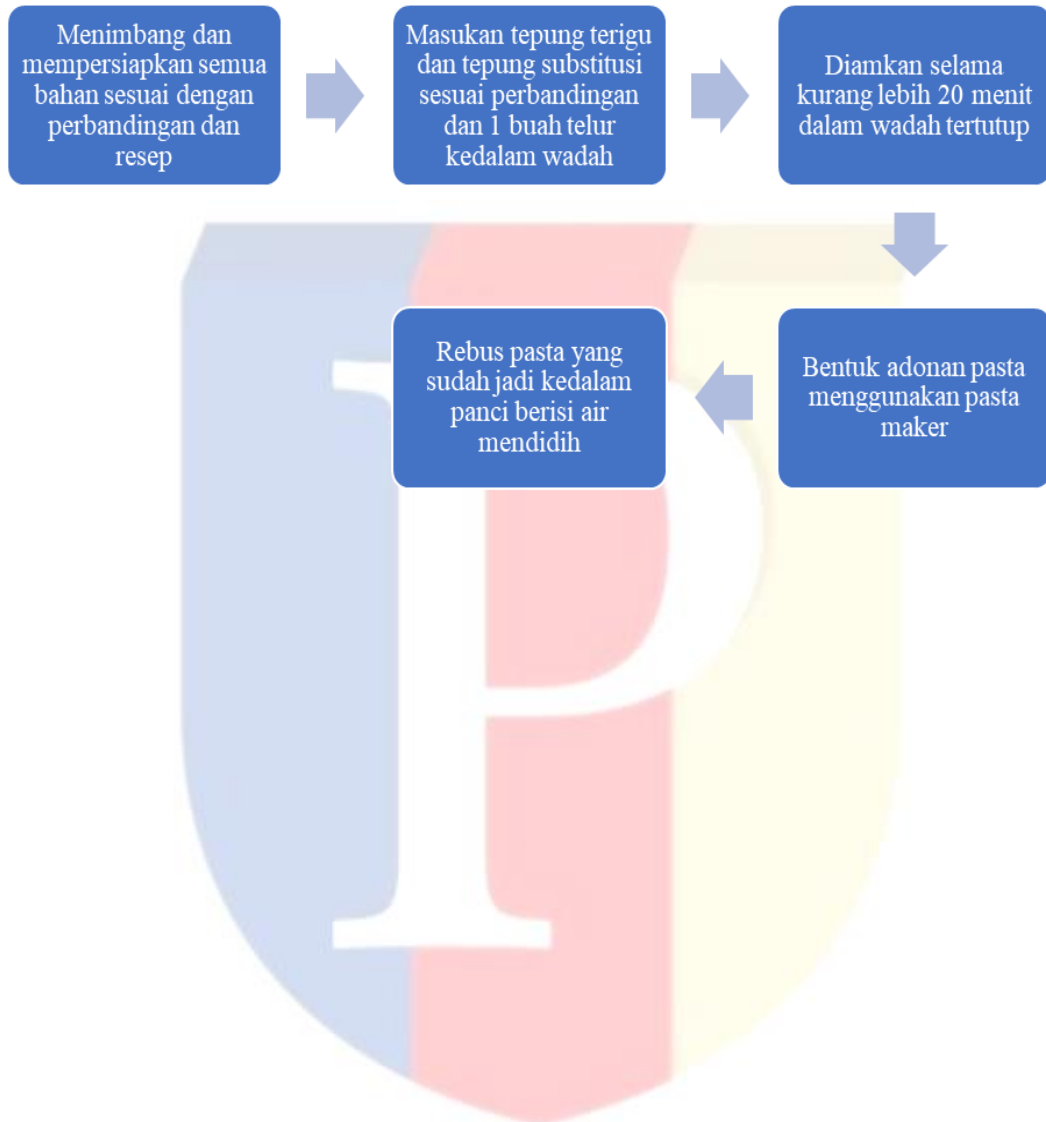 Menimbang dan
mempersiapkan semua
bahan sesuai dengan
perbandingan dan
resep
Masukan tepung terigu
dan tepung substitusi
sesuai perbandingan
dan 1 buah telur
kedalam wadah
Diamkan selama
kurang lebih 20 menit
dalam wadah tertutup
Bentuk adonan pasta
menggunakan pasta
maker
Rebus pasta yang
sudah jadi kedalam
panci berisi air
mendidih
P